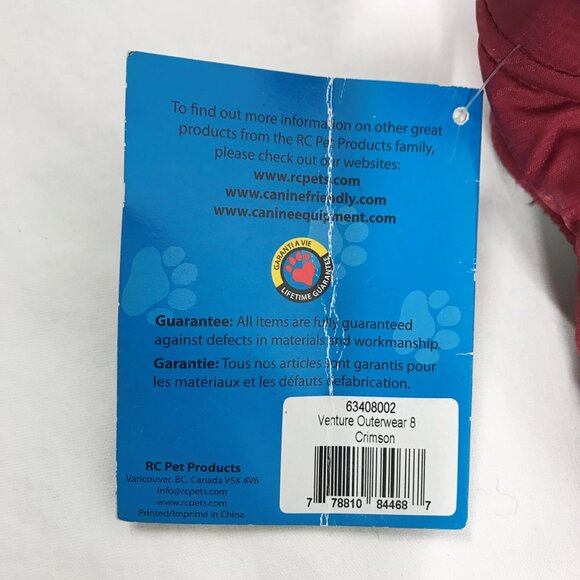 To find out more information on other great
products from the RC Pet Products family,
please check out our websites:
www.rcpets.com
www.caninefriendly.com
www.canineequipment.com
GARANTI A VIE
LIFETIME GUARANTEE
Guarantee: All items are fully guaranteed
against defects in materials and workmanship.
Garantie: Tous nos articles sont garantis pour
les matériaux et les défauts defabrication.
63408002
Venture Outerwear 8
Crimson
7 78810 84468 7
RC Pet Products
Vancouver, BC, Canada V5X 4V6
info@rcpets.com
www.rcpets.com
Printed/Imprimé in China